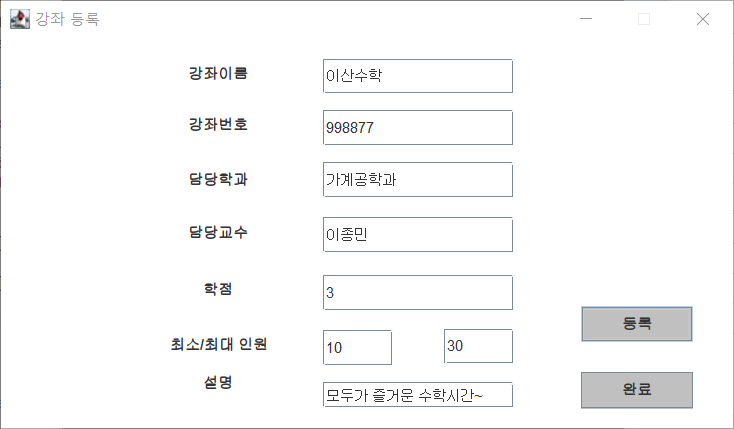 강좌 등록
강좌이름 이산수학
강좌번호 998877
담당학과 가계공학과
담당교수 이종민
학점 3
등록
최소/최대 인원 10 30
설명 모두가 즐거운 수학시간~
완료